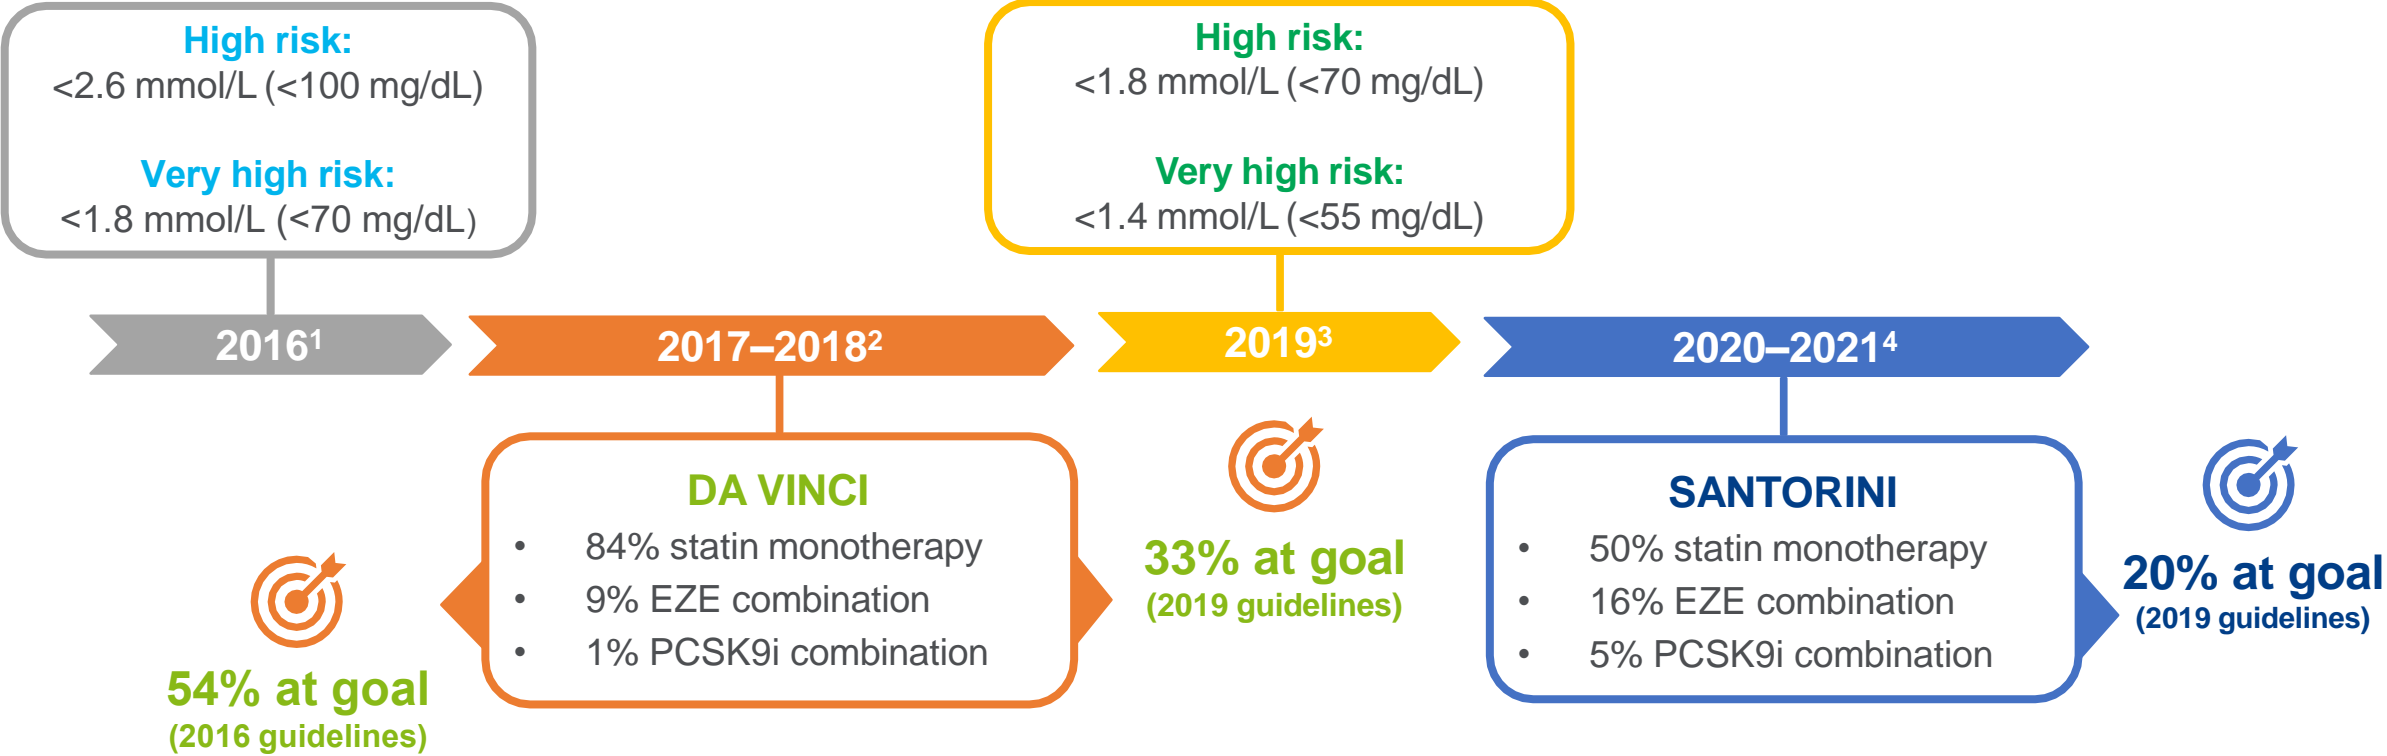 High risk:
<2.6 mmol/L (<100 mg/dL)
Very high risk:
<1.8 mmol/L (<70 mg/dL)
High risk:
<1.8 mmol/L (<70 mg/dL)
Very high risk:
<1.4 mmol/L (<55 mg/dL)
2016¹
2017–2018²
2019³
2020–2021⁴
54% at goal
(2016 guidelines)
DA VINCI
• 84% statin monotherapy
• 9% EZE combination
• 1% PCSK9i combination
33% at goal
(2019 guidelines)
SANTORINI
• 50% statin monotherapy
• 16% EZE combination
• 5% PCSK9i combination
20% at goal
(2019 guidelines)